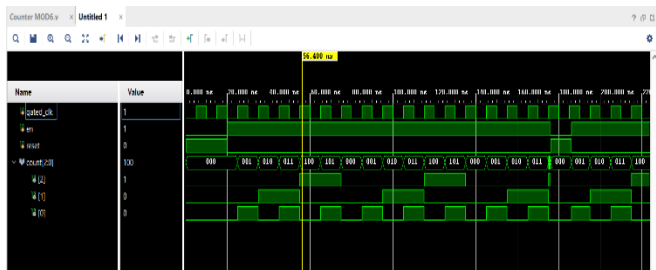 Counter MOD6.v × Untitled 1 ×
56.400 ns
Name Value
0.000 ns 20.000 ns 40.000 ns 60.000 ns 80.000 ns 100.000 ns 120.000 ns 140.000 ns 160.000 ns 180.000 ns 200.000 ns
gated_clk 1
en 1
reset 0
count[2:0] 100 000 001 010 011 100 101 000 001 010 011 100 101 000 001 010 011 000 001 010 011 100
[2] 1
[1] 0
[0] 0